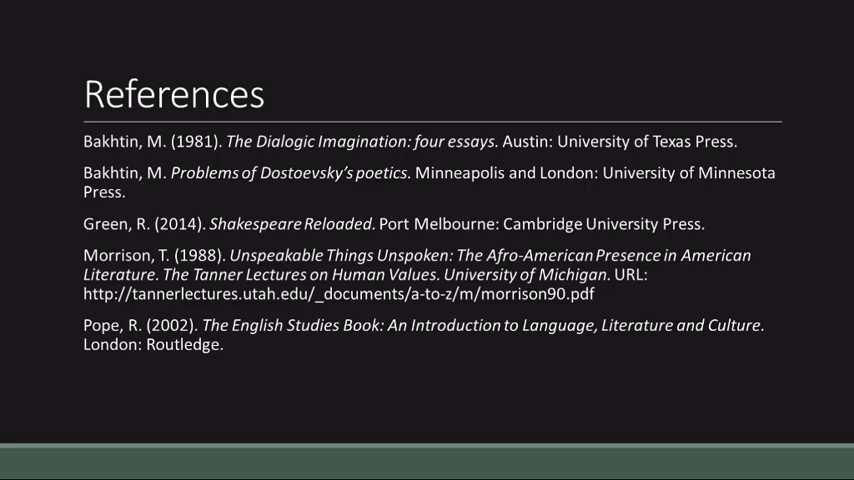 References
Bakhtin, M. (1981). The Dialogic Imagination: four essays. Austin: University of Texas Press.
Bakhtin, M. Problems of Dostoevsky’s poetics. Minneapolis and London: University of Minnesota
Press.
Green, R. (2014). Shakespeare Reloaded. Port Melbourne: Cambridge University Press.
Morrison, T. (1988). Unspeakable Things Unspoken: The Afro-American Presence in American
Literature. The Tanner Lectures on Human Values. University of Michigan. URL:
http://tannerlectures.utah.edu/_documents/a-to-z/m/morrison90.pdf
Pope, R. (2002). The English Studies Book: An Introduction to Language, Literature and Culture.
London: Routledge.